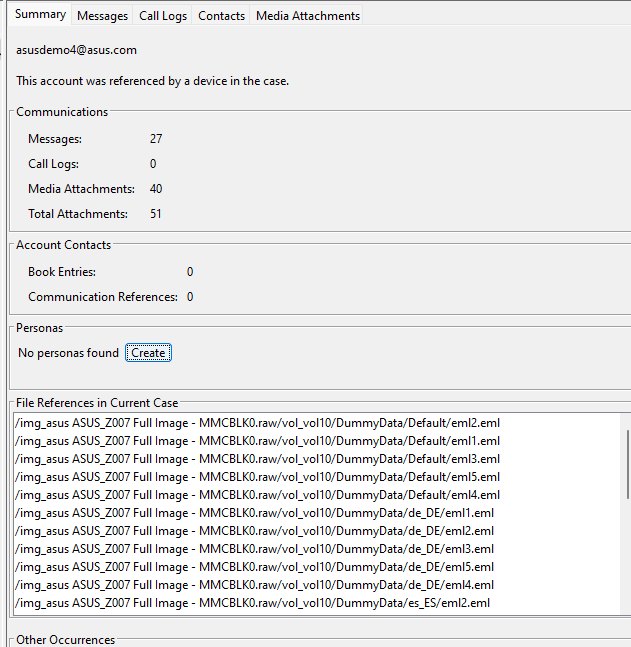 Summary Messages Call Logs Contacts Media Attachments
asusdemo4@asus.com
This account was referenced by a device in the case.
Communications
Messages: 27
Call Logs: 0
Media Attachments: 40
Total Attachments: 51
Account Contacts
Book Entries: 0
Communication References: 0
Personas
No personas found Create
File References in Current Case
/img_asus ASUS_Z007 Full Image - MMCBLK0.raw/vol_vol10/DummyData/Default/eml2.eml
/img_asus ASUS_Z007 Full Image - MMCBLK0.raw/vol_vol10/DummyData/Default/eml1.eml
/img_asus ASUS_Z007 Full Image - MMCBLK0.raw/vol_vol10/DummyData/Default/eml3.eml
/img_asus ASUS_Z007 Full Image - MMCBLK0.raw/vol_vol10/DummyData/Default/eml5.eml
/img_asus ASUS_Z007 Full Image - MMCBLK0.raw/vol_vol10/DummyData/Default/eml4.eml
/img_asus ASUS_Z007 Full Image - MMCBLK0.raw/vol_vol10/DummyData/de_DE/eml1.eml
/img_asus ASUS_Z007 Full Image - MMCBLK0.raw/vol_vol10/DummyData/de_DE/eml2.eml
/img_asus ASUS_Z007 Full Image - MMCBLK0.raw/vol_vol10/DummyData/de_DE/eml3.eml
/img_asus ASUS_Z007 Full Image - MMCBLK0.raw/vol_vol10/DummyData/de_DE/eml5.eml
/img_asus ASUS_Z007 Full Image - MMCBLK0.raw/vol_vol10/DummyData/de_DE/eml4.eml
/img_asus ASUS_Z007 Full Image - MMCBLK0.raw/vol_vol10/DummyData/es_ES/eml2.eml
Other Occurrences